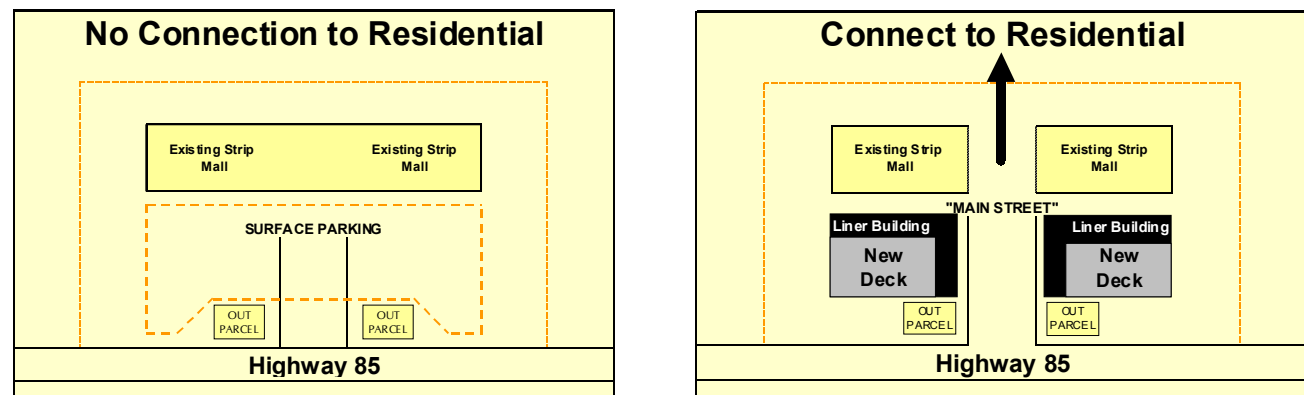 No Connection to Residential
Existing Strip
Mall
Existing Strip
Mall
SURFACE PARKING
OUT
PARCEL
OUT
PARCEL
Highway 85
Connect to Residential
Existing Strip
Mall
Existing Strip
Mall
"MAIN STREET"
Liner Building
New
Deck
Liner Building
New
Deck
OUT
PARCEL
OUT
PARCEL
Highway 85